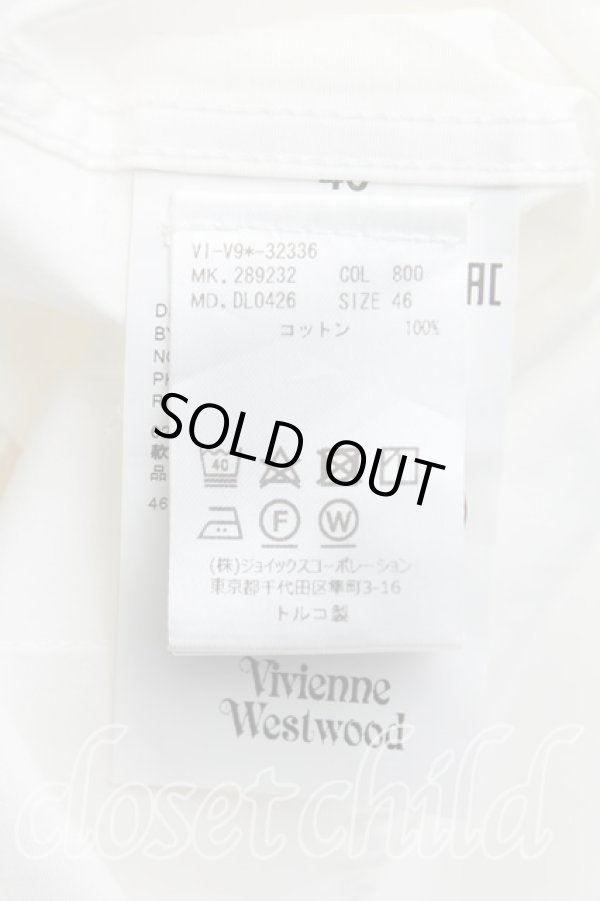 VI-V9*-32336
MK. 289232 COL 800
MD. DL0426 SIZE 46
コットン 100%
SOLD OUT
40
F W
(株)ジョイックスコーポレーション
東京都千代田区隼町3-16
トルコ製
46
Vivienne
Westwood
closetchild